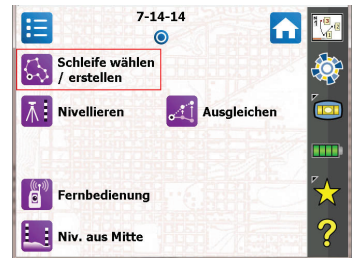 7-14-14
Schleife wählen
/ erstellen
Nivellieren
Ausgleichen
Fernbedienung
Niv. aus Mitte
?